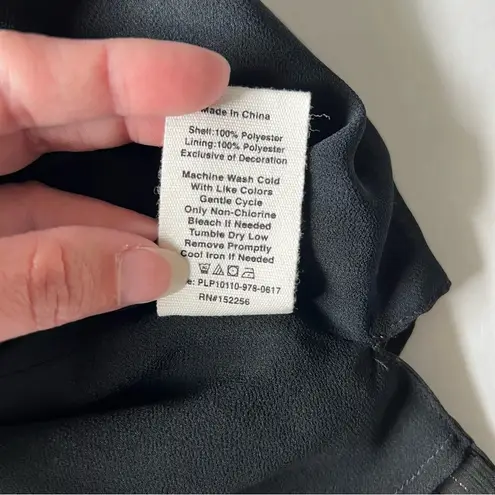 Made In China
Shell:100% Polyester
Lining:100% Polyester
Exclusive of Decoration
Machine Wash Cold
With Like Colors
Gentle Cycle
Only Non-Chlorine
Bleach If Needed
Tumble Dry Low
Remove Promptly
Cool Iron If Needed
e: PLP10110-978-0617
RN#152256